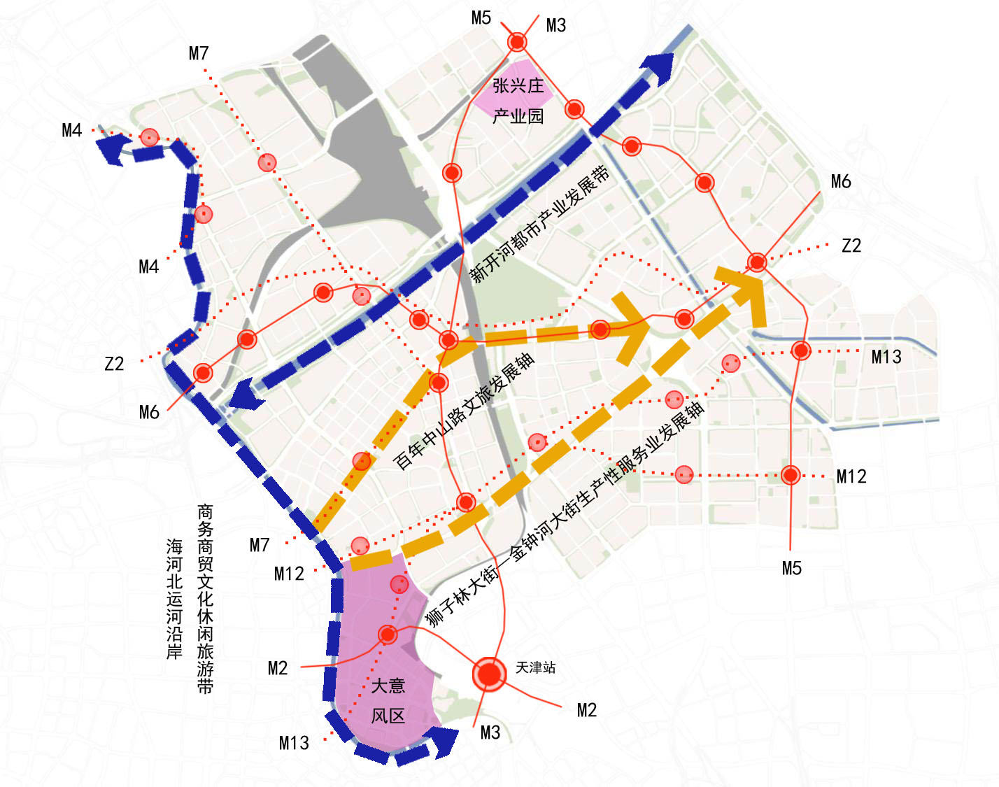 M5
M3
M7
张兴庄
产业园
M4
新开河都市产业发展带
M6
Z2
M4
Z2
M13
百年中山路文旅发展轴
M6
狮子林大街—金钟河大街生产性服务业发展轴
M12
商务商贸文化休闲旅游带
海河北运河沿岸
M7
M12
M5
M2
天津站
大意
风区
M2
M3
M13